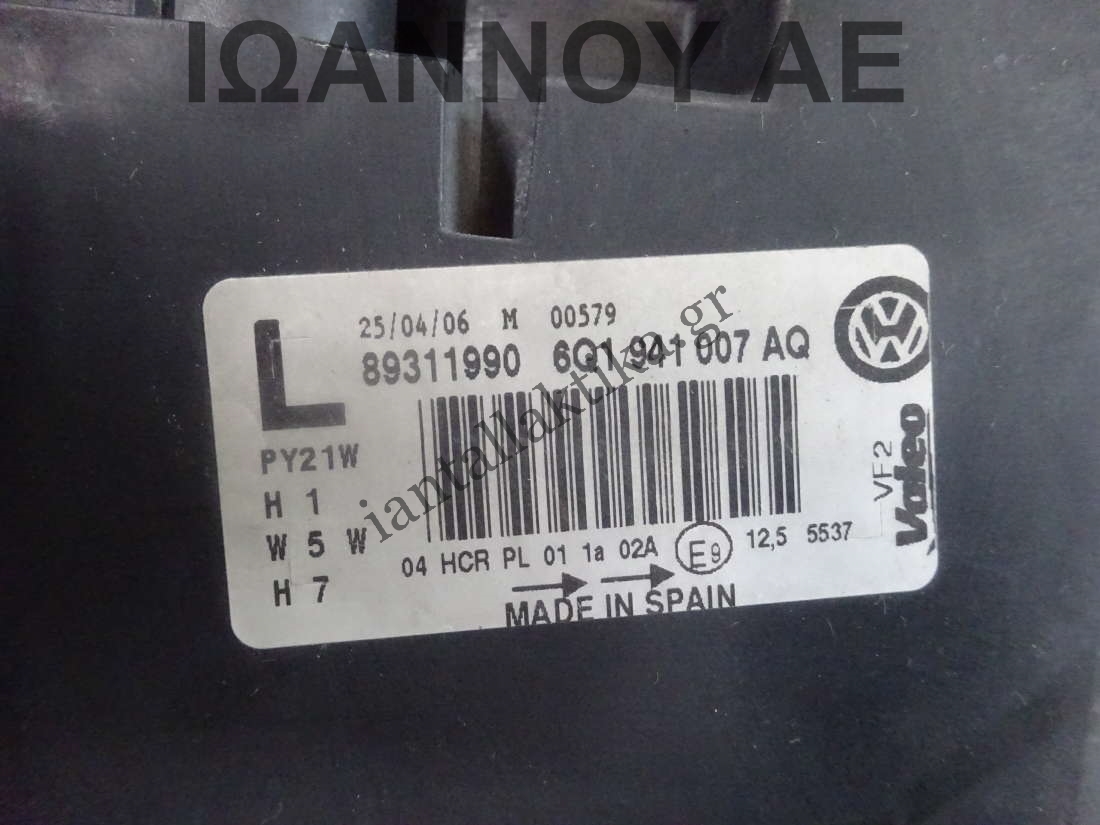 ΙΩΑΝΝΟΥ ΑΕ
25/04/06 M 00579
L
89311990 6Q1 941 007 AQ
iantallaktika.gr
PY21W
H 1
W 5 W
H 7
04 HCR PL 01 1a 02A E9 12,5 5537
MADE IN SPAIN
VF2
Valeo